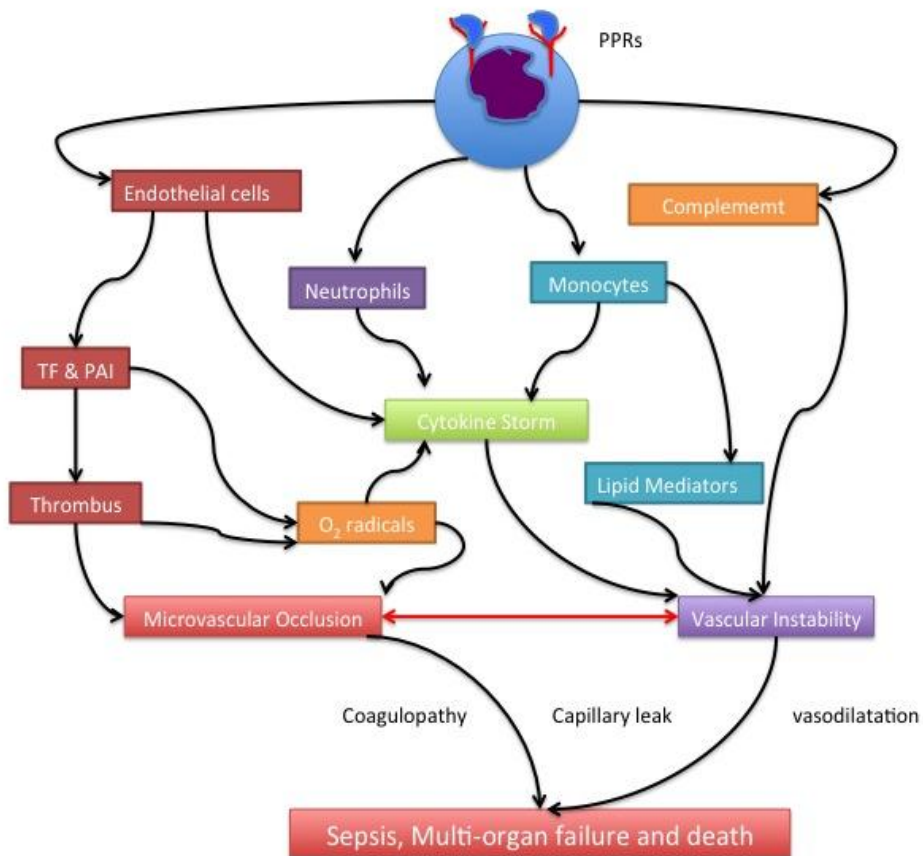 PPRs
Endothelial cells
Complememt
Neutrophils
Monocytes
TF & PAI
Cytokine Storm
Thrombus
Lipid Mediators
O₂ radicals
Microvascular Occlusion
Vascular Instability
Coagulopathy
Capillary leak
vasodilatation
Sepsis, Multi-organ failure and death